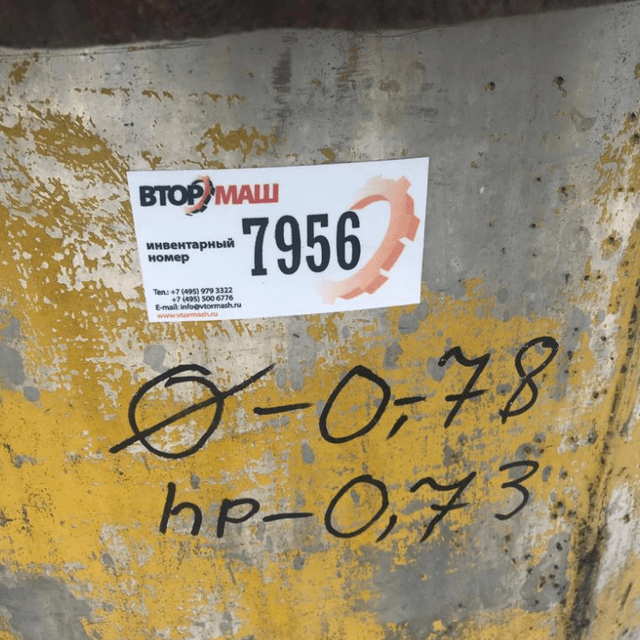 ВТОРМАШ
инвентарный
номер
7956
Тел.: +7 (495) 979 3322
+7 (495) 500 6776
E-mail: info@vtormash.ru
www.vtormash.ru
Ø-0,78
hр-0,73